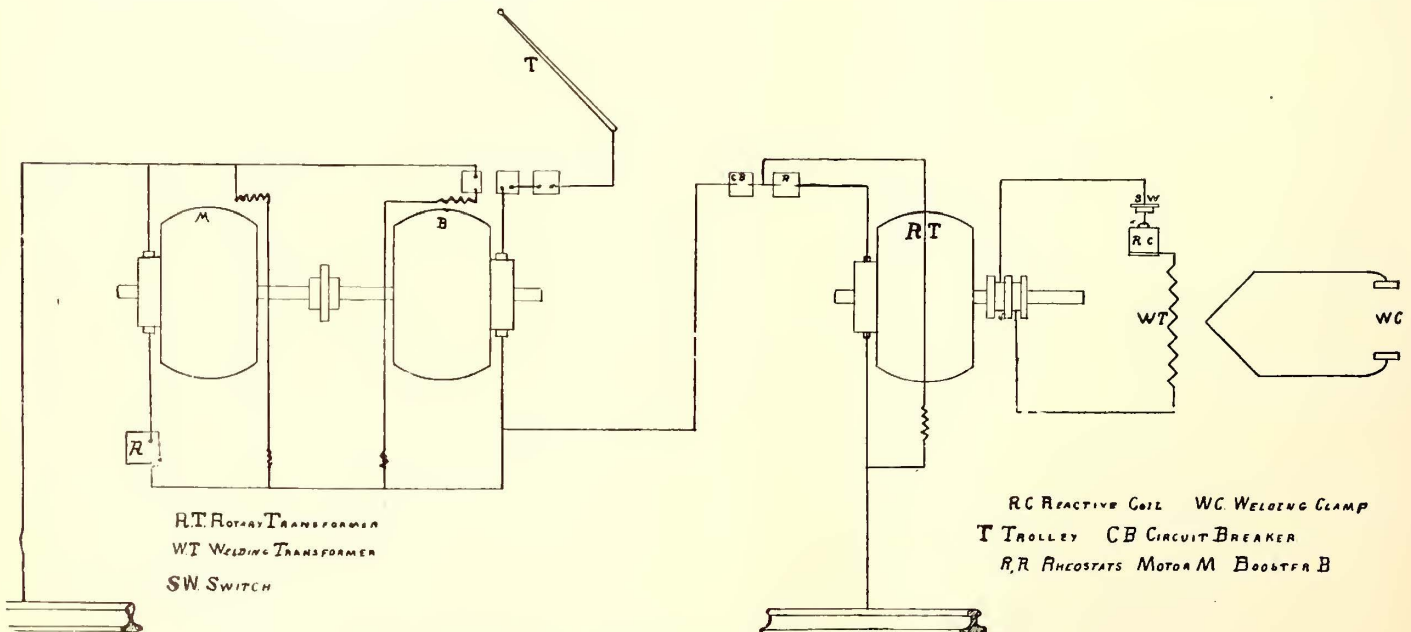 T
M
B
R
CB
R
RT
SW
RC
WT
WC
R.T. ROTARY TRANSFORMER
W.T WELDING TRANSFORMER
SW. SWITCH
RC REACTIVE COIL WC. WELDING CLAMP
T TROLLEY CB CIRCUIT BREAKER
R,R RHEOSTATS MOTOR M BOOSTER B